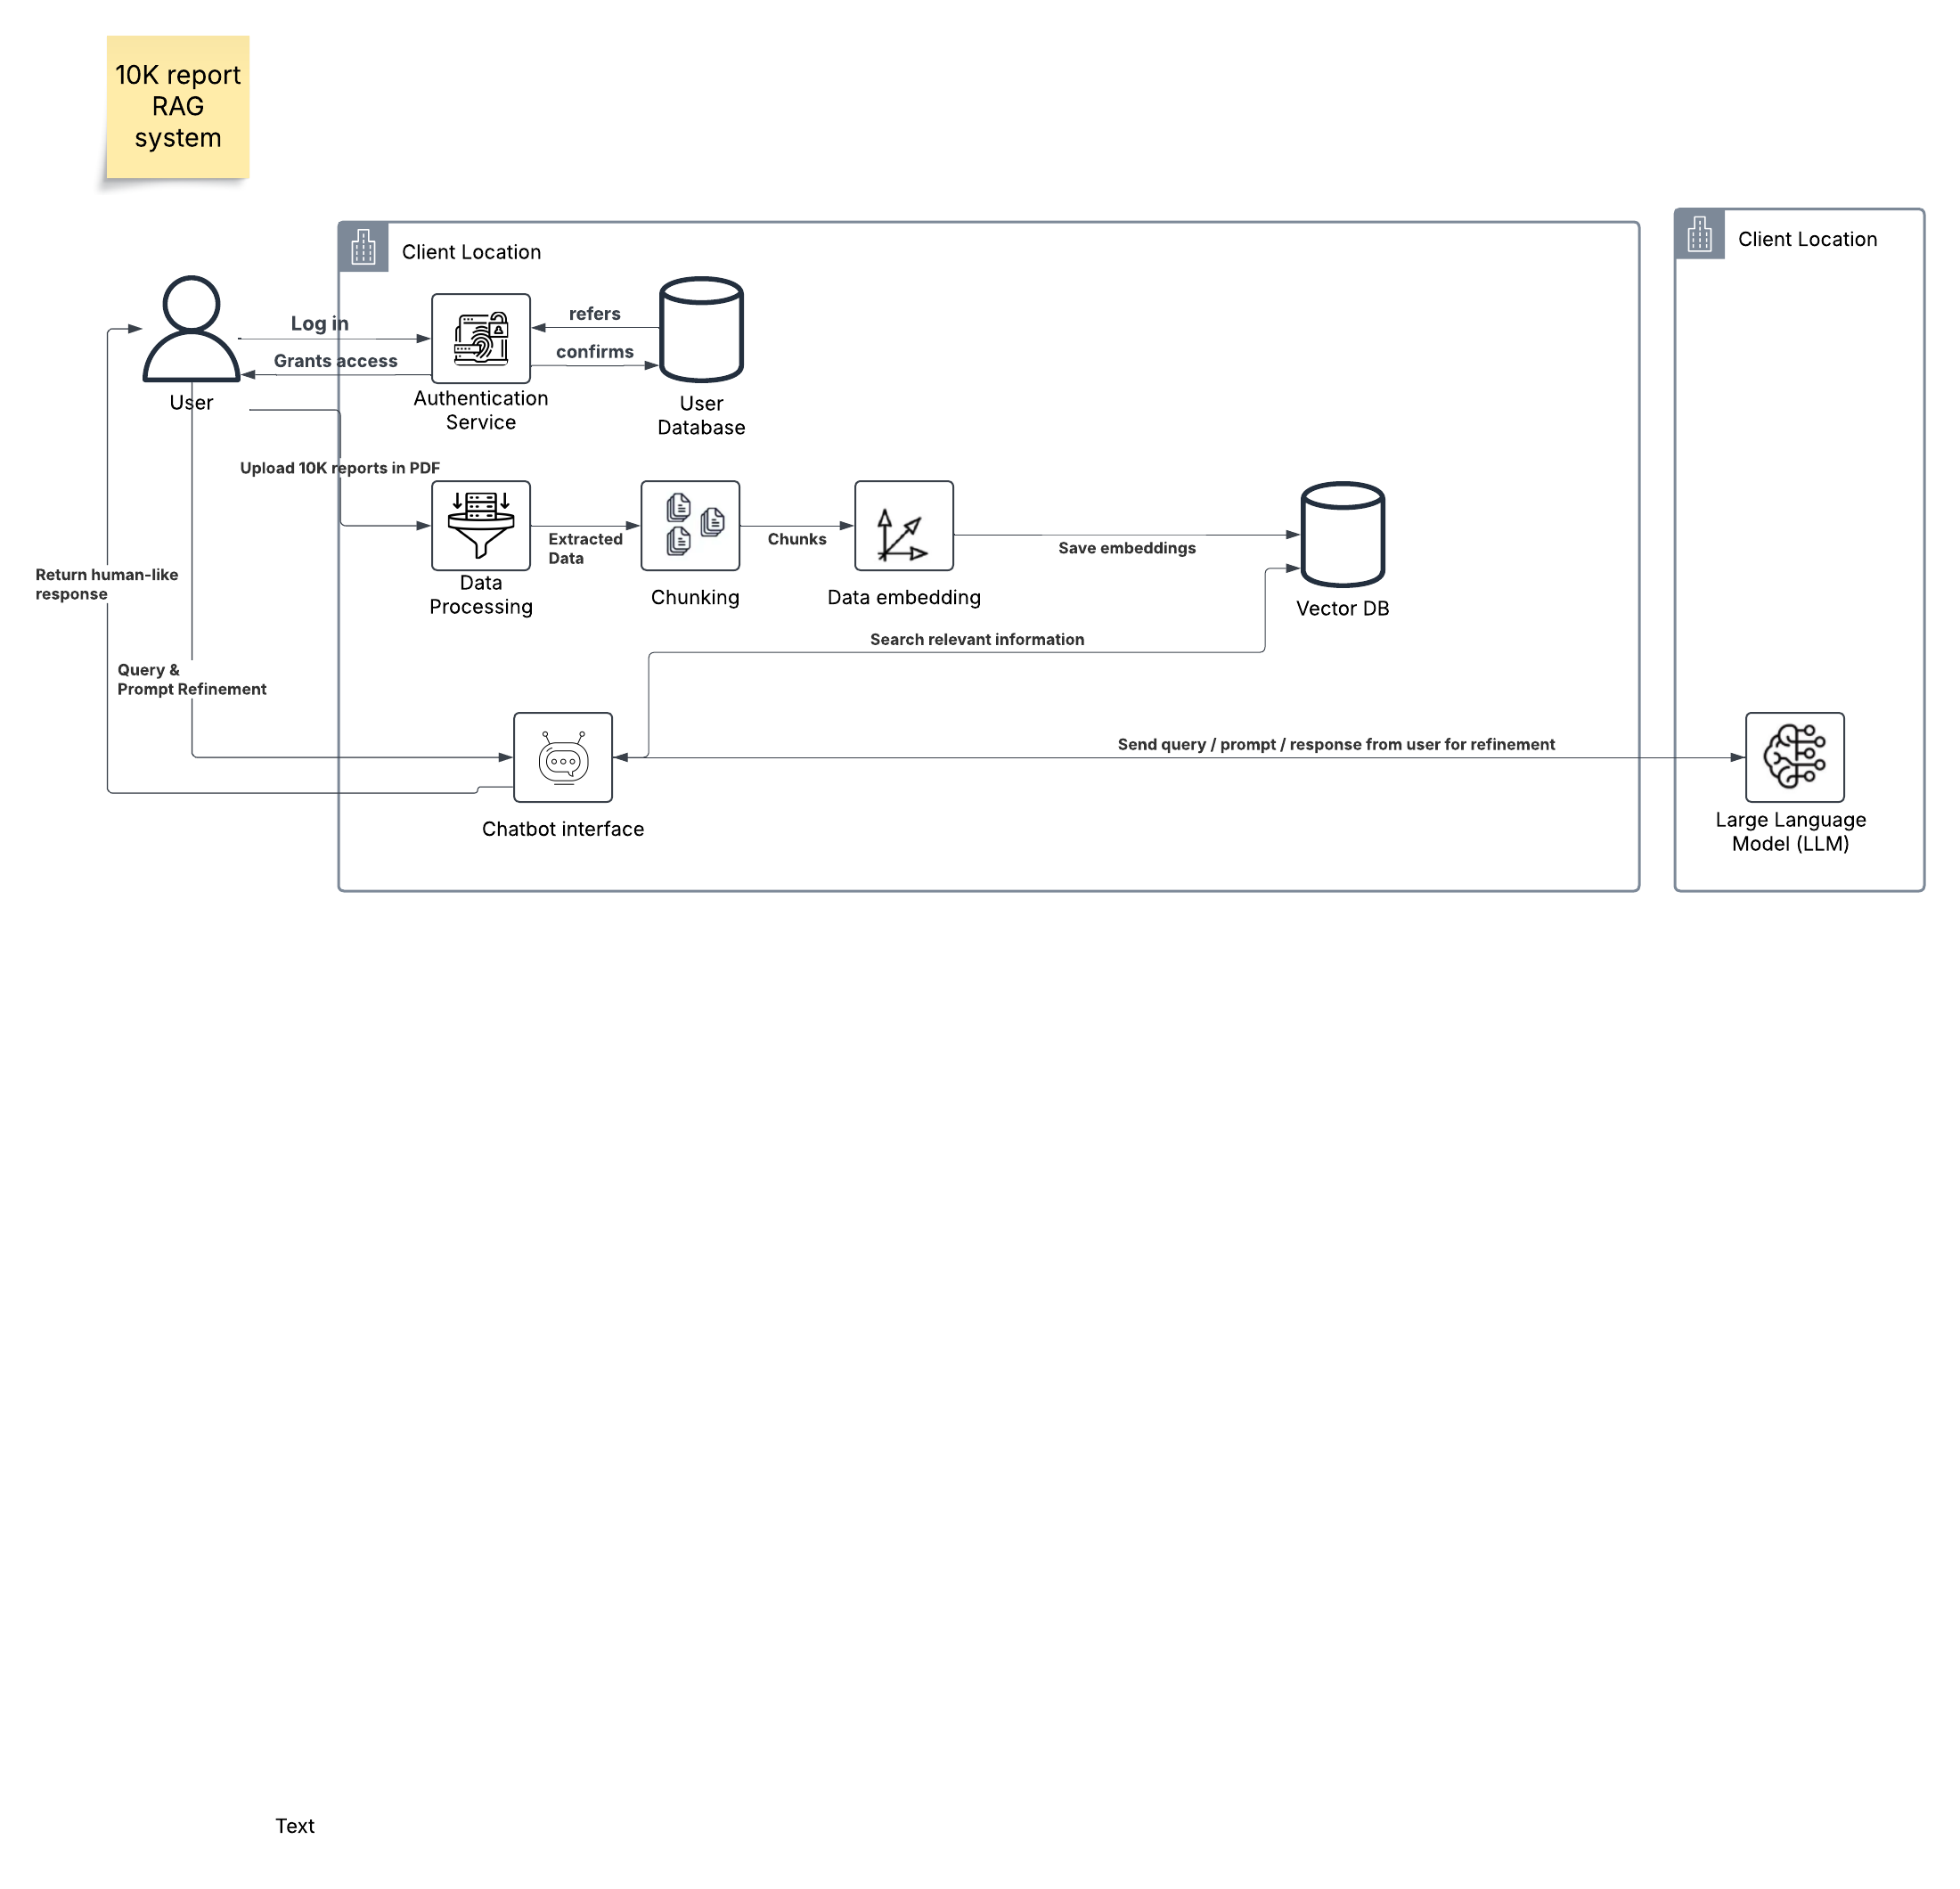 10K report
RAG
system
Client Location
Client Location
Log in
Grants access
refers
confirms
User
Authentication
Service
User
Database
Upload 10K reports in PDF
Extracted
Data
Chunks
Save embeddings
Data
Processing
Chunking
Data embedding
Vector DB
Return human-like
response
Search relevant information
Query &
Prompt Refinement
Send query / prompt / response from user for refinement
Chatbot interface
Large Language
Model (LLM)
Text